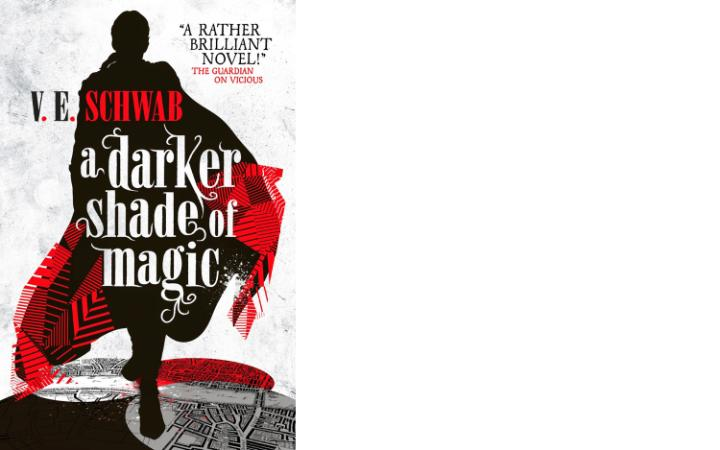 "A RATHER
BRILLIANT
NOVEL!"
THE GUARDIAN
ON VICIOUS
V. E. SCHWAB
a darker
shade of
magic